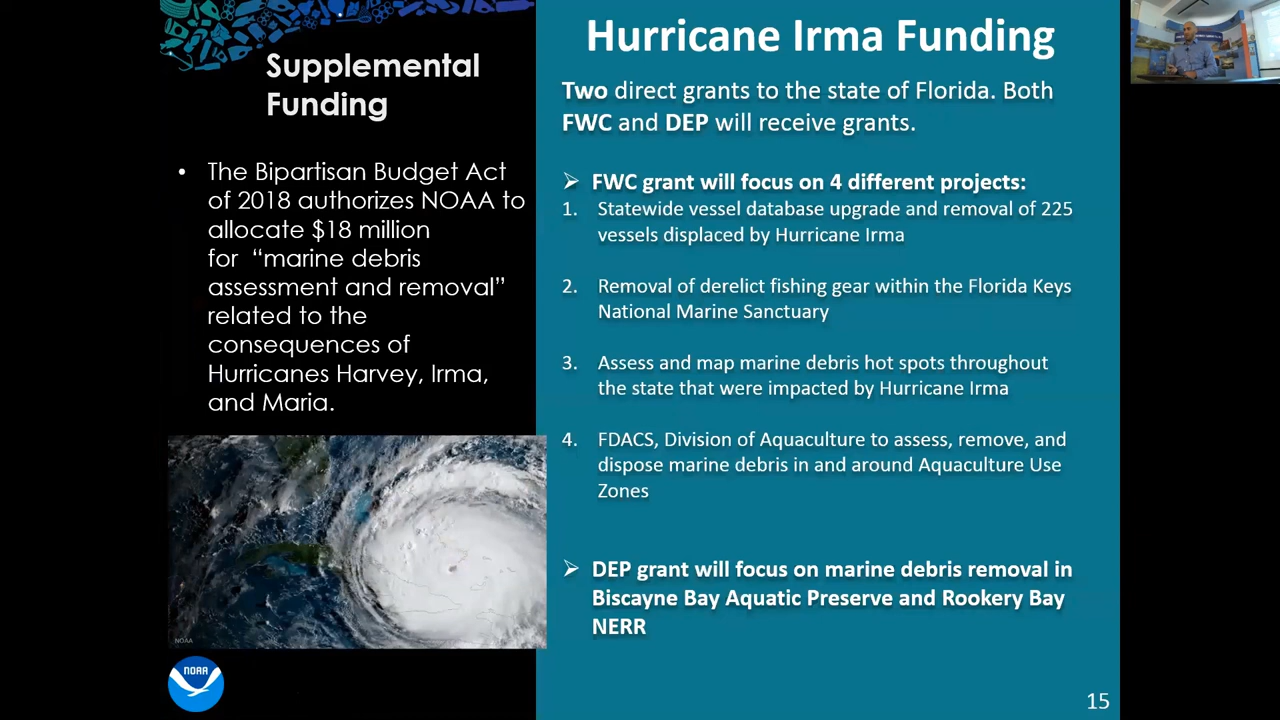 Supplemental
Funding
• The Bipartisan Budget Act
of 2018 authorizes NOAA to
allocate $18 million
for “marine debris
assessment and removal”
related to the
consequences of
Hurricanes Harvey, Irma,
and Maria.
NOAA
NOAA
Hurricane Irma Funding
Two direct grants to the state of Florida. Both
FWC and DEP will receive grants.
➢ FWC grant will focus on 4 different projects:
1. Statewide vessel database upgrade and removal of 225
vessels displaced by Hurricane Irma
2. Removal of derelict fishing gear within the Florida Keys
National Marine Sanctuary
3. Assess and map marine debris hot spots throughout
the state that were impacted by Hurricane Irma
4. FDACS, Division of Aquaculture to assess, remove, and
dispose marine debris in and around Aquaculture Use
Zones
➢ DEP grant will focus on marine debris removal in
Biscayne Bay Aquatic Preserve and Rookery Bay
NERR
15